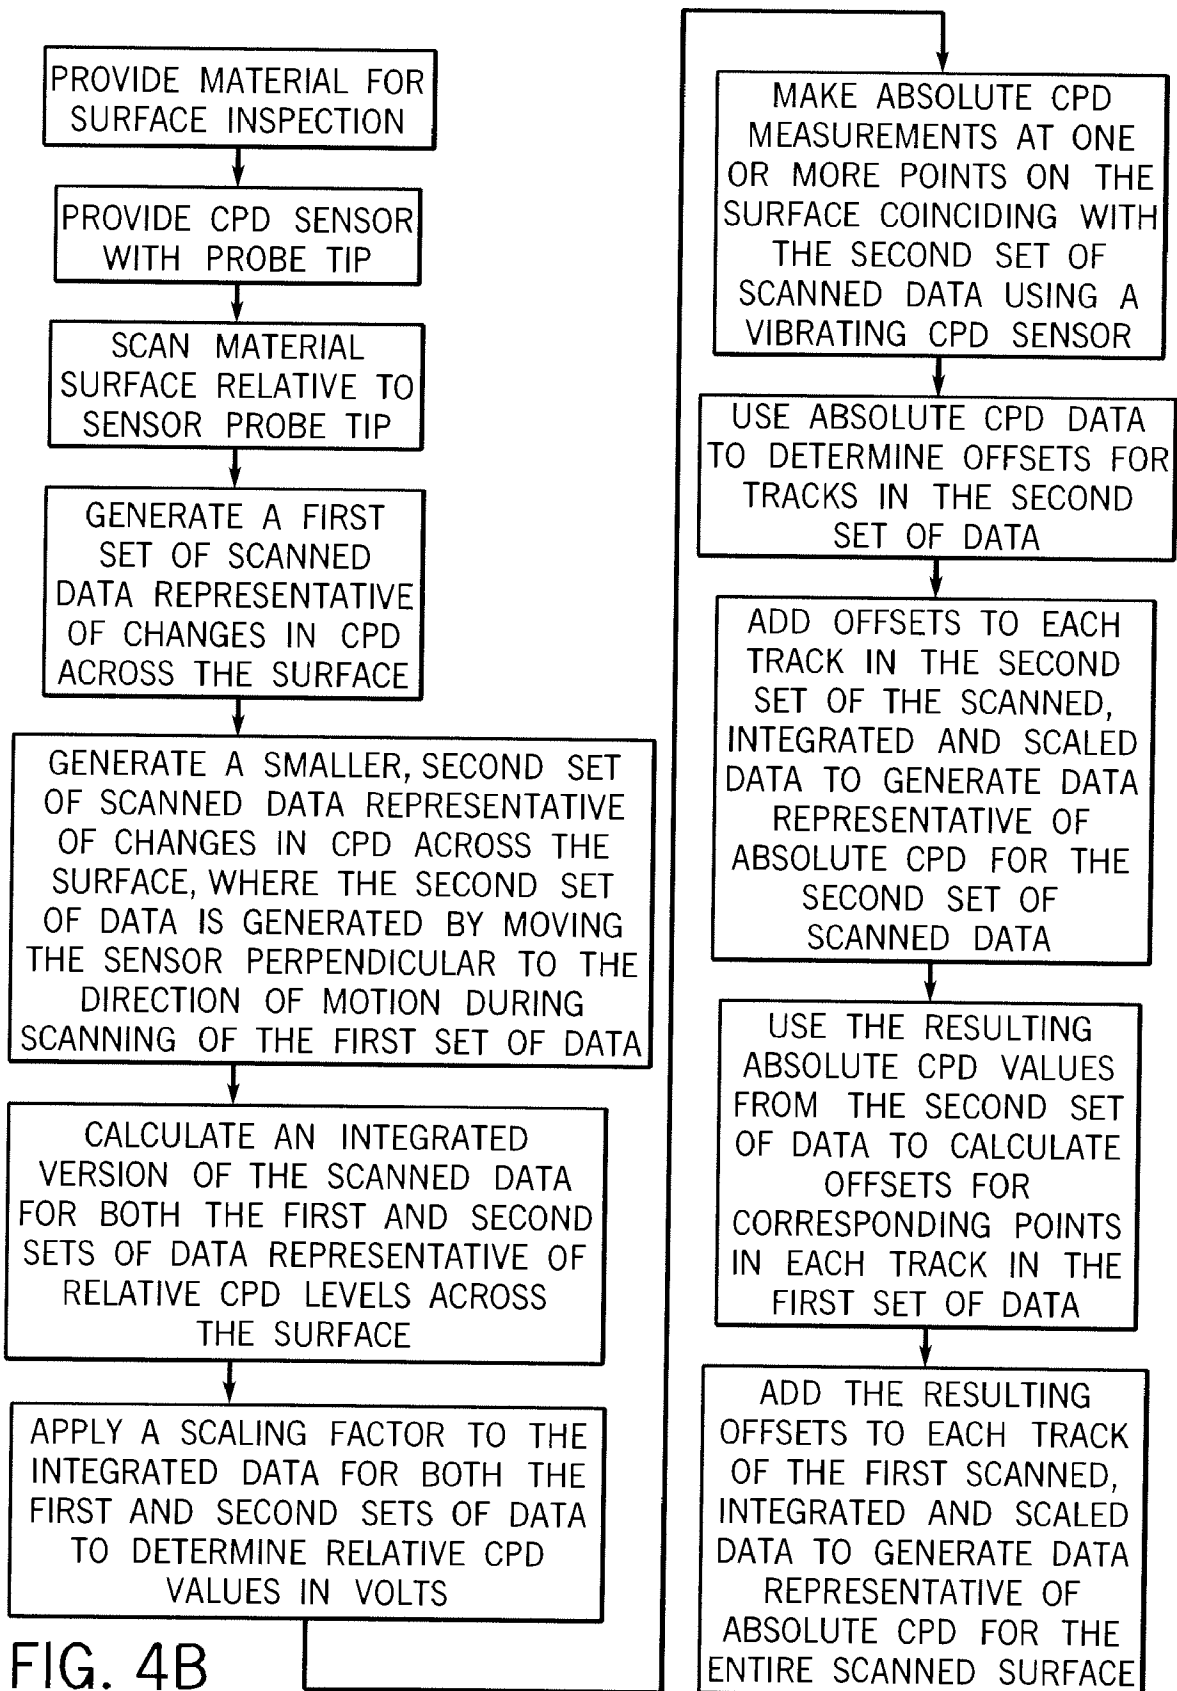 PROVIDE MATERIAL FOR
SURFACE INSPECTION
PROVIDE CPD SENSOR
WITH PROBE TIP
SCAN MATERIAL
SURFACE RELATIVE TO
SENSOR PROBE TIP
GENERATE A FIRST
SET OF SCANNED
DATA REPRESENTATIVE
OF CHANGES IN CPD
ACROSS THE SURFACE
GENERATE A SMALLER, SECOND SET
OF SCANNED DATA REPRESENTATIVE
OF CHANGES IN CPD ACROSS THE
SURFACE, WHERE THE SECOND SET
OF DATA IS GENERATED BY MOVING
THE SENSOR PERPENDICULAR TO THE
DIRECTION OF MOTION DURING
SCANNING OF THE FIRST SET OF DATA
CALCULATE AN INTEGRATED
VERSION OF THE SCANNED DATA
FOR BOTH THE FIRST AND SECOND
SETS OF DATA REPRESENTATIVE OF
RELATIVE CPD LEVELS ACROSS
THE SURFACE
APPLY A SCALING FACTOR TO THE
INTEGRATED DATA FOR BOTH THE
FIRST AND SECOND SETS OF DATA
TO DETERMINE RELATIVE CPD
VALUES IN VOLTS
MAKE ABSOLUTE CPD
MEASUREMENTS AT ONE
OR MORE POINTS ON THE
SURFACE COINCIDING WITH
THE SECOND SET OF
SCANNED DATA USING A
VIBRATING CPD SENSOR
USE ABSOLUTE CPD DATA
TO DETERMINE OFFSETS FOR
TRACKS IN THE SECOND
SET OF DATA
ADD OFFSETS TO EACH
TRACK IN THE SECOND
SET OF THE SCANNED,
INTEGRATED AND SCALED
DATA TO GENERATE DATA
REPRESENTATIVE OF
ABSOLUTE CPD FOR THE
SECOND SET OF
SCANNED DATA
USE THE RESULTING
ABSOLUTE CPD VALUES
FROM THE SECOND SET
OF DATA TO CALCULATE
OFFSETS FOR
CORRESPONDING POINTS
IN EACH TRACK IN THE
FIRST SET OF DATA
ADD THE RESULTING
OFFSETS TO EACH TRACK
OF THE FIRST SCANNED,
INTEGRATED AND SCALED
DATA TO GENERATE DATA
REPRESENTATIVE OF
ABSOLUTE CPD FOR THE
ENTIRE SCANNED SURFACE
FIG. 4B